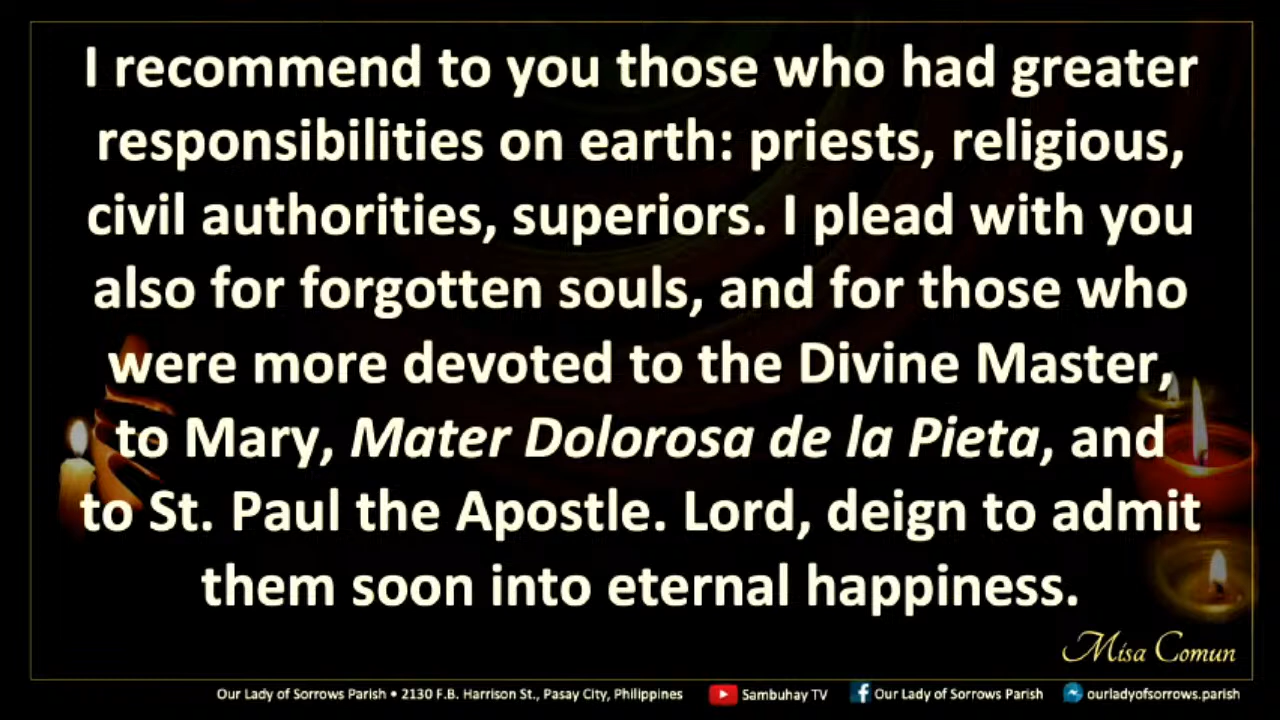 I recommend to you those who had greater
responsibilities on earth: priests, religious,
civil authorities, superiors. I plead with you
also for forgotten souls, and for those who
were more devoted to the Divine Master,
to Mary, Mater Dolorosa de la Pieta, and
to St. Paul the Apostle. Lord, deign to admit
them soon into eternal happiness.
Misa Comun
Our Lady of Sorrows Parish • 2130 F.B. Harrison St., Pasay City, Philippines Sambuhay TV Our Lady of Sorrows Parish ourladyofsorrows.parish